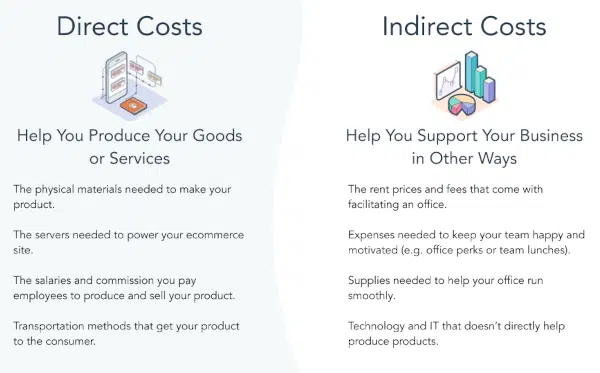 Direct Costs
Help You Produce Your Goods
or Services
The physical materials needed to make your
product.
The servers needed to power your ecommerce
site.
The salaries and commission you pay
employees to produce and sell your product.
Transportation methods that get your product
to the consumer.
Indirect Costs
Help You Support Your Business
in Other Ways
The rent prices and fees that come with
facilitating an office.
Expenses needed to keep your team happy and
motivated (e.g. office perks or team lunches).
Supplies needed to help your office run
smoothly.
Technology and IT that doesn't directly help
produce products.